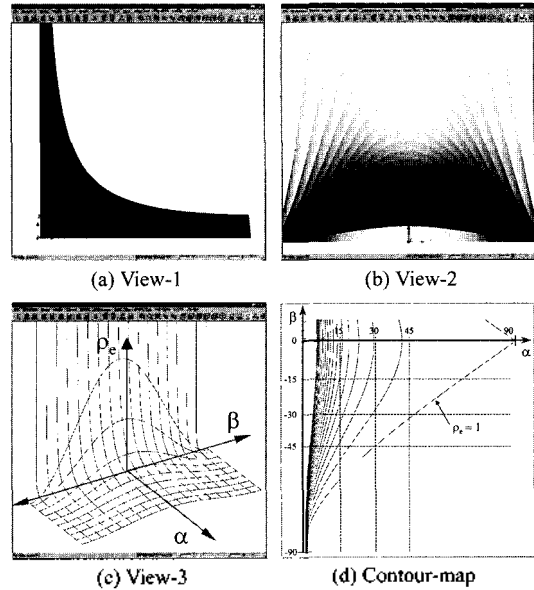 (a) View-1
(b) View-2
ρe
β
α
(c) View-3
β
0
15
30
45
90
α
-15
-30
-45
-90
ρe = 1
(d) Contour-map